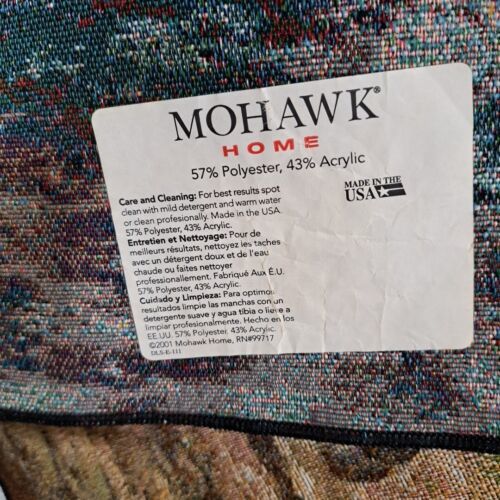 MOHAWK®
HOME
57% Polyester, 43% Acrylic
Care and Cleaning: For best results spot
clean with mild detergent and warm water
or clean profesionally. Made in the USA.
57% Polyester, 43% Acrylic.
Entretien et Nettoyage: Pour de
meilleurs résultats, nettoyez les taches
avec un détergent doux et de l'eau
chaude ou faites nettoyer
professionnellement. Fabriqué Aux É.U.
57% Polyester, 43% Acrylic.
Cuidado y Limpieza: Para optimos
resultados limpie las manchas con un
detergente suave y agua tibia o lleve a
limpiar profesionalmente. Hecho en los
EE.UU. 57% Polyester, 43% Acrylic.
©2001 Mohawk Home, RN#99717
DLS-E-111
MADE IN THE
USA